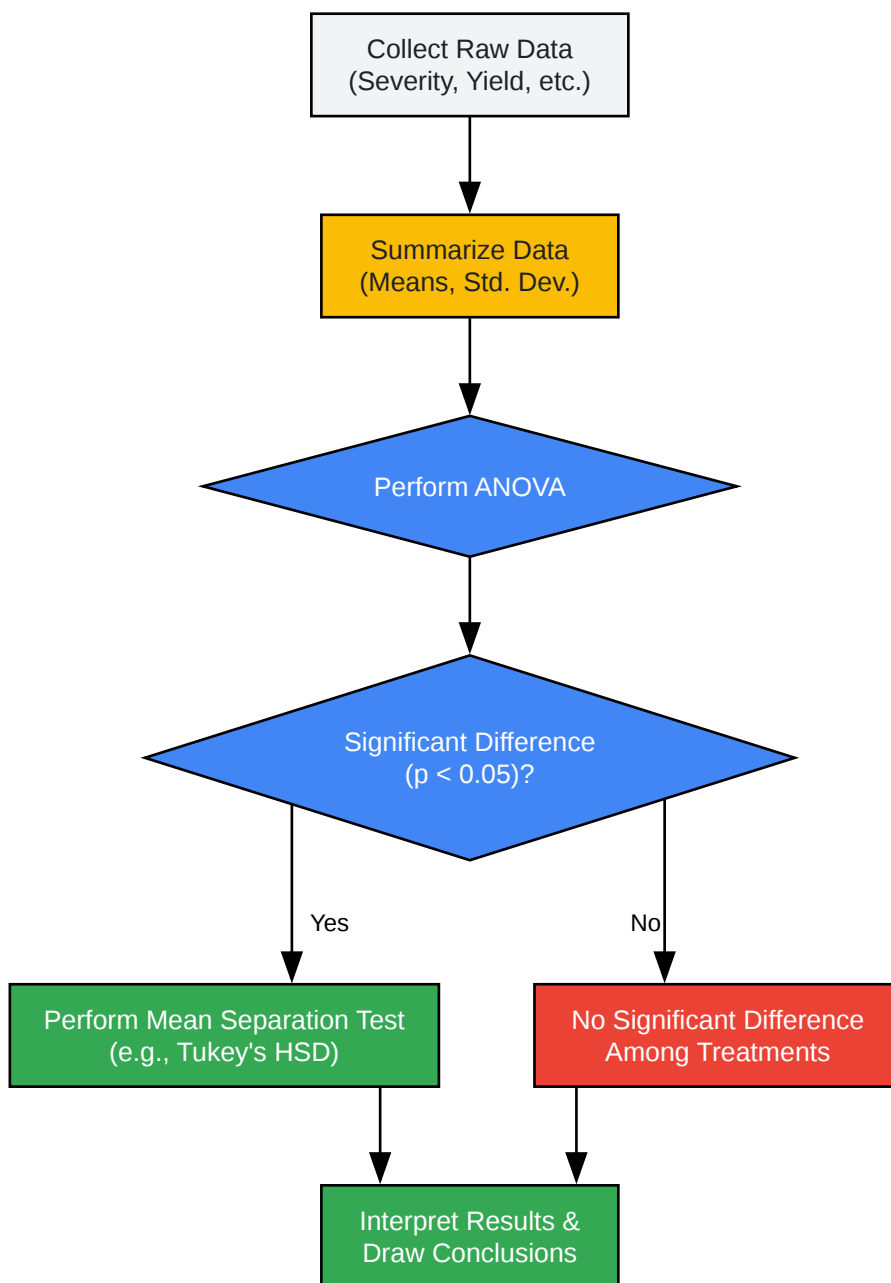 Collect Raw Data
(Severity, Yield, etc.)
Summarize Data
(Means, Std. Dev.)
Perform ANOVA
Significant Difference
(p < 0.05)?
Yes
No
Perform Mean Separation Test
(e.g., Tukey's HSD)
No Significant Difference
Among Treatments
Interpret Results &
Draw Conclusions